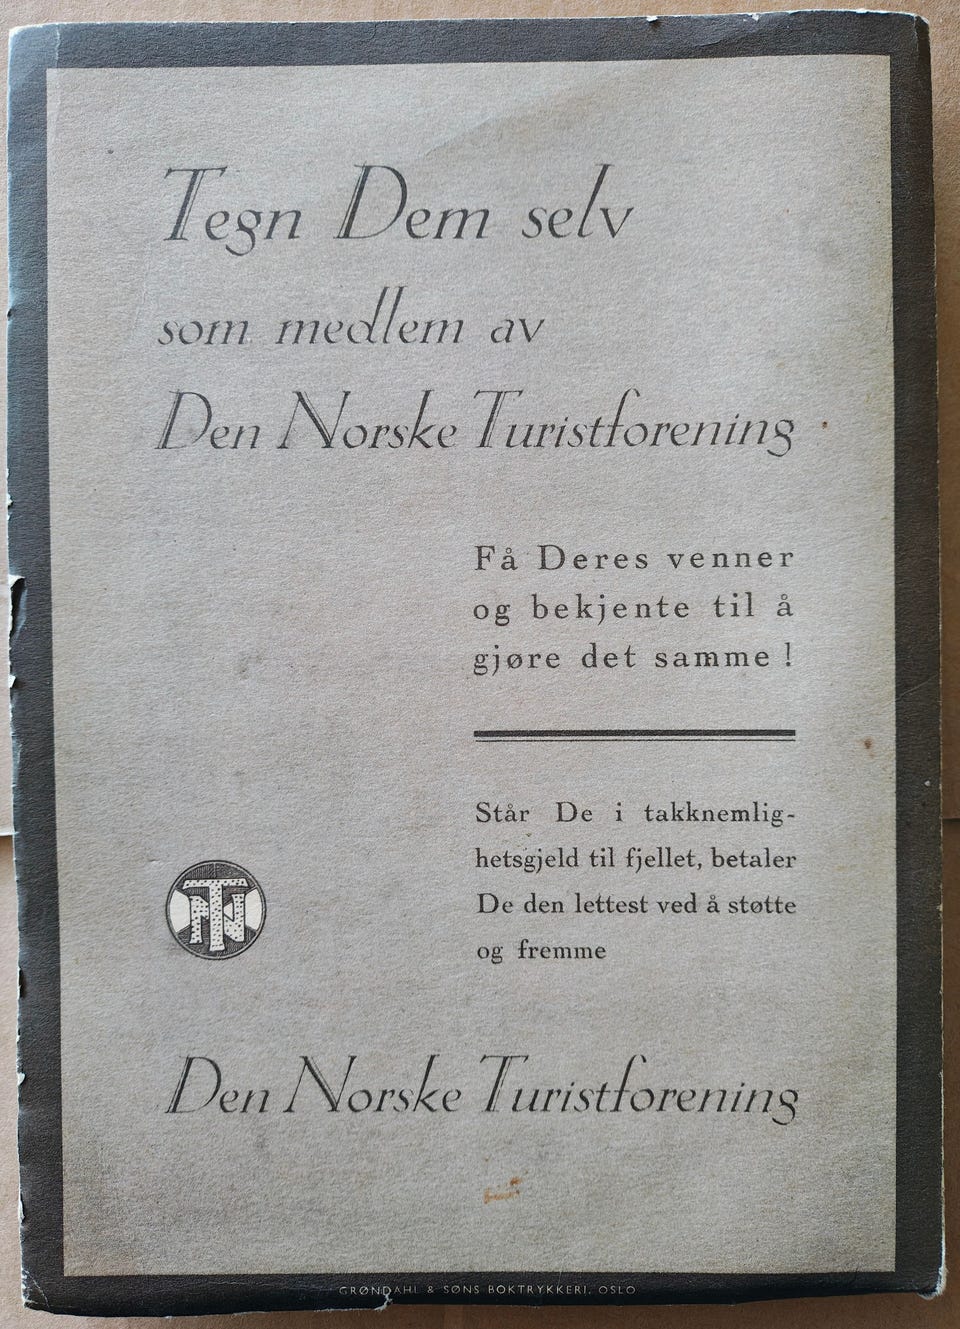 Tegn Dem selv
som medlem av
Den Norske Turistforening
Få Deres venner
og bekjente til å
gjøre det samme !
Står De i takknemlig-
hetsgjeld til fjellet, betaler
De den lettest ved å støtte
og fremme
TNF
Den Norske Turistforening
GRØNDAHL & SØNS BOKTRYKKERI, OSLO